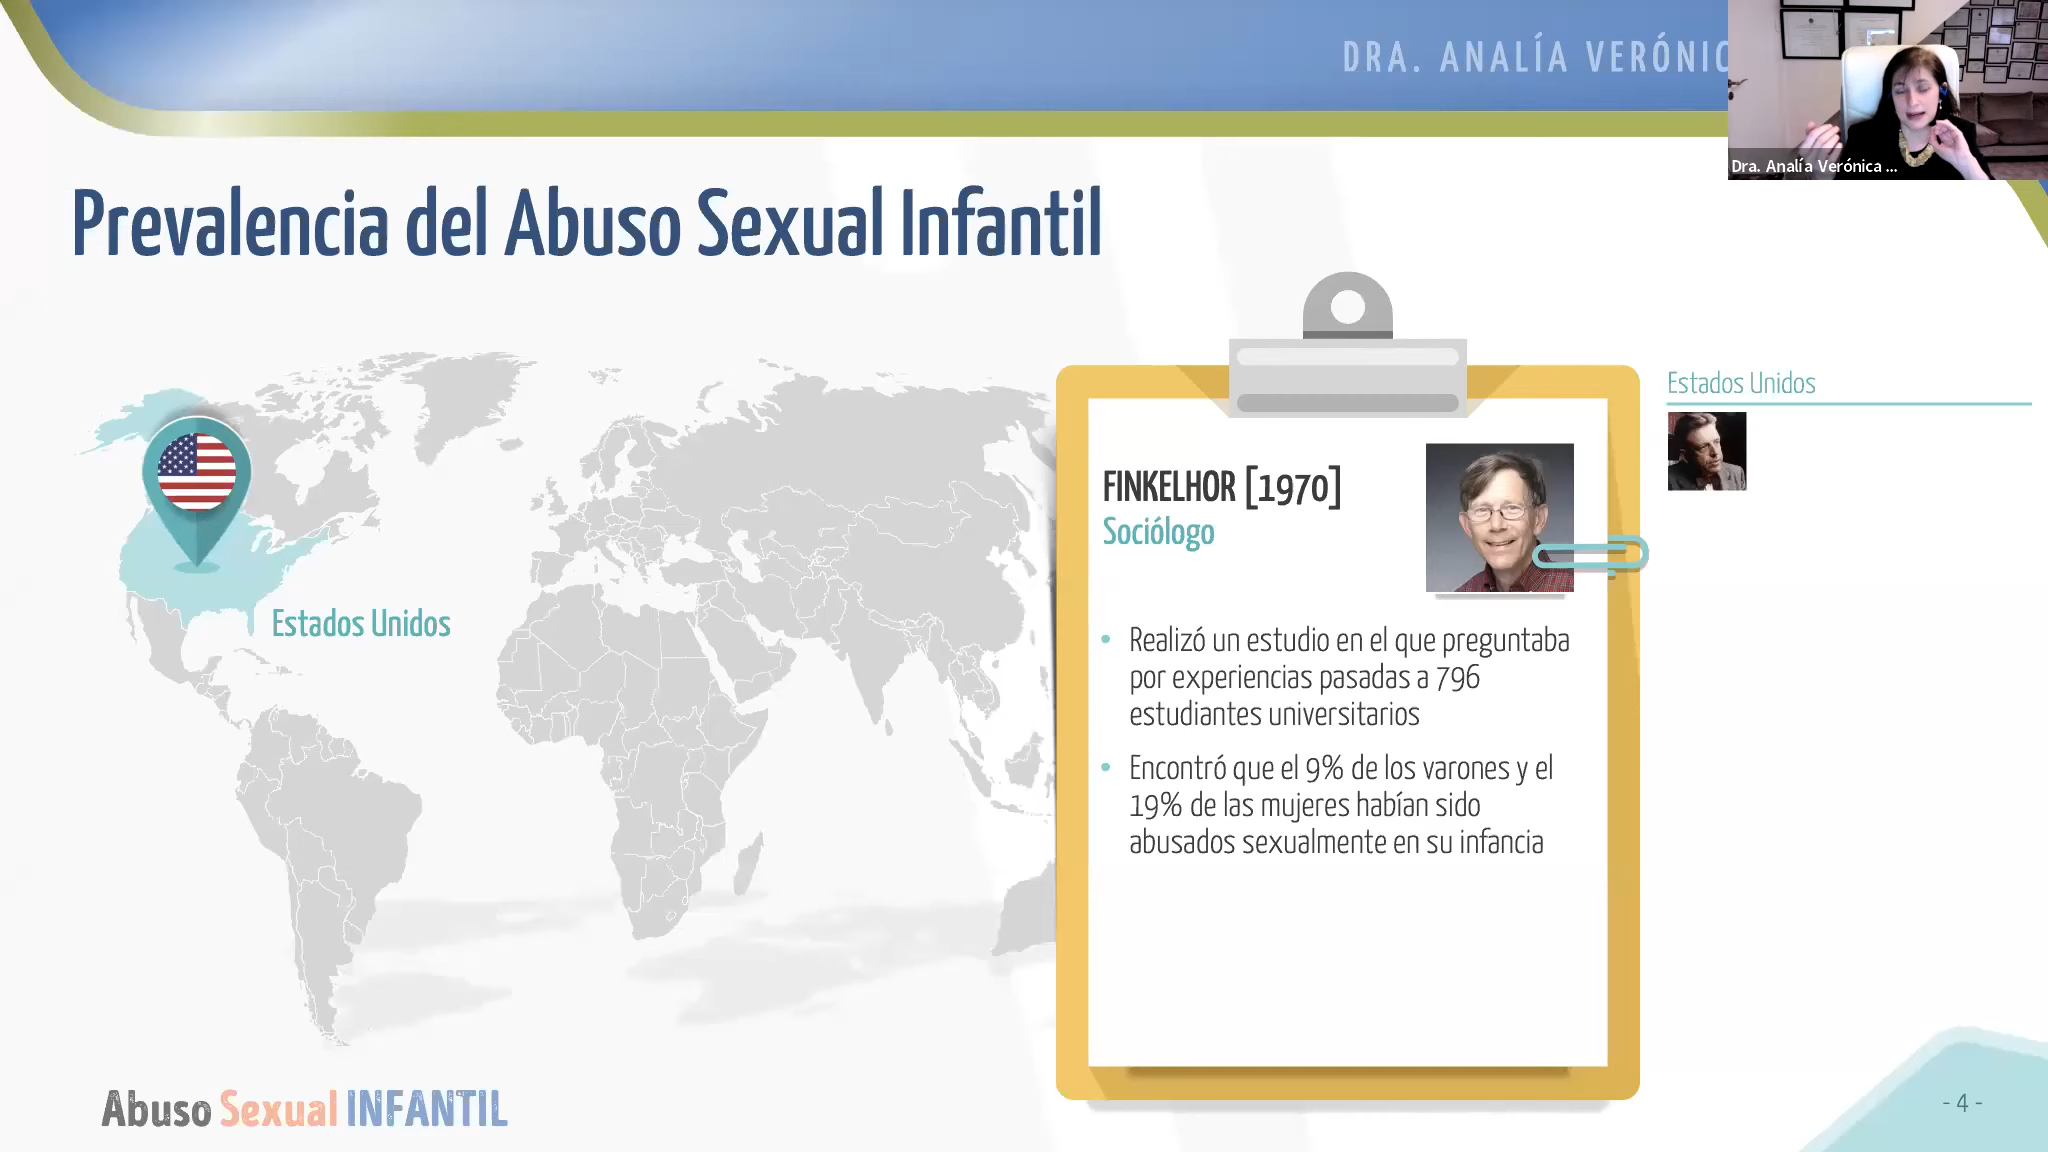 DRA. ANALÍA VERÓNIC
Dra. Analía Verónica ...
Prevalencia del Abuso Sexual Infantil
Estados Unidos
FINKELHOR [1970]
Sociólogo
Realizó un estudio en el que preguntaba
por experiencias pasadas a 796
estudiantes universitarios
Encontró que el 9% de los varones y el
19% de las mujeres habían sido
abusados sexualmente en su infancia
Estados Unidos
Abuso Sexual INFANTIL
- 4 -